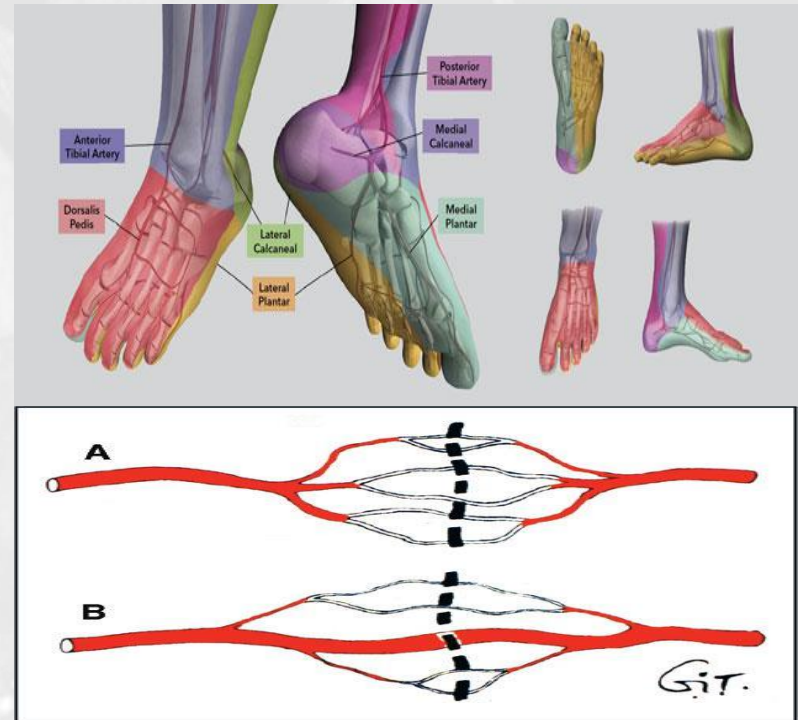 Posterior
Tibial Artery
Anterior
Tibial Artery
Medial
Calcaneal
Dorsalis
Pedis
Lateral
Calcaneal
Medial
Plantar
Lateral
Plantar
A
B
G.i.T.